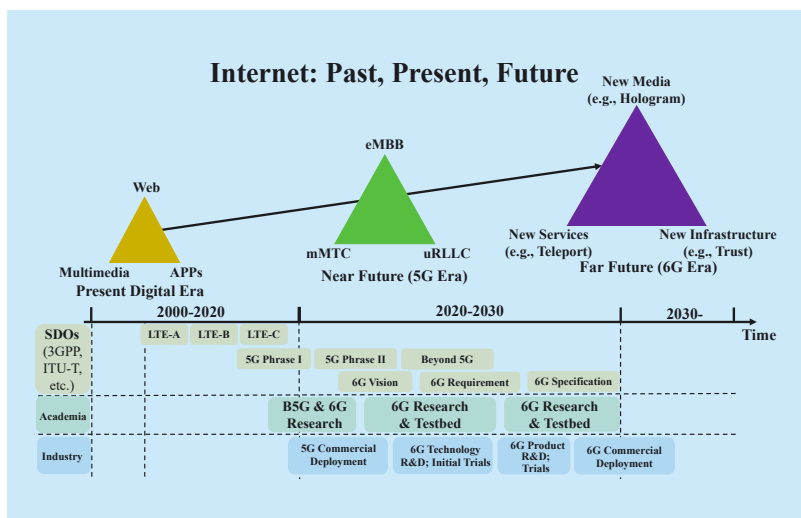 Internet: Past, Present, Future
New Media
(e.g., Hologram)
eMBB
Web
New Services
(e.g., Teleport)
New Infrastructure
(e.g., Trust)
mMTC
uRLLC
Multimedia
APPs
Far Future (6G Era)
Near Future (5G Era)
Present Digital Era
2000-2020
2020-2030
2030-
Time
SDOs
(3GPP,
ITU-T,
etc.)
LTE-A
LTE-B
LTE-C
5G Phrase I
5G Phrase II
Beyond 5G
6G Vision
6G Requirement
6G Specification
Academia
B5G & 6G
Research
6G Research
& Testbed
6G Research
& Testbed
Industry
5G Commercial
Deployment
6G Technology
R&D; Initial Trials
6G Product
R&D;
Trials
6G Commercial
Deployment